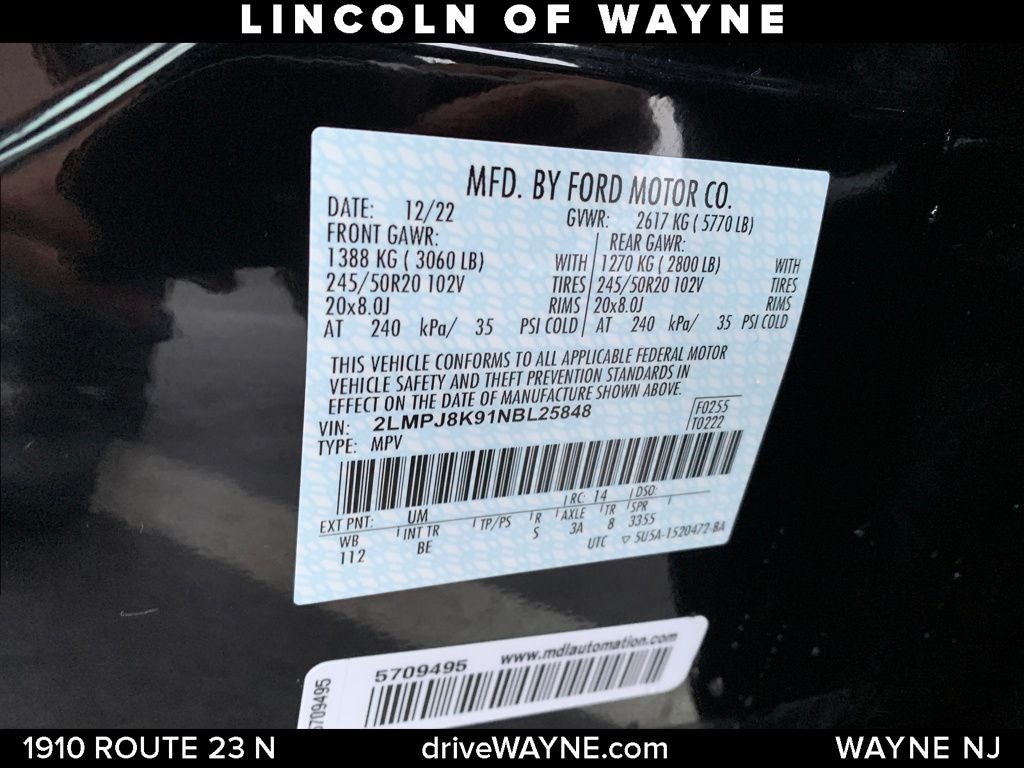 LINCOLN OF WAYNE
MFD. BY FORD MOTOR CO.
DATE: 12/22 GVWR: 2617 KG ( 5770 LB)
FRONT GAWR: REAR GAWR:
1388 KG ( 3060 LB) WITH 1270 KG ( 2800 LB) WITH
245/50R20 102V TIRES 245/50R20 102V TIRES
20x8.0J RIMS 20x8.0J RIMS
AT 240 kPa/ 35 PSI COLD AT 240 kPa/ 35 PSI COLD
THIS VEHICLE CONFORMS TO ALL APPLICABLE FEDERAL MOTOR
VEHICLE SAFETY AND THEFT PREVENTION STANDARDS IN
EFFECT ON THE DATE OF MANUFACTURE SHOWN ABOVE.
VIN: 2LMPJ8K91NBL25848 F0255
TYPE: MPV T0222
EXT PNT: UM RC: 14 DSO:
WB INT TR TP/PS R AXLE TR SPR
112 BE S 3A 8 3355
UTC ▽ 5U5A-1520472-BA
5709495 www.mdlautomation.com
5709495
1910 ROUTE 23 N driveWAYNE.com WAYNE NJ